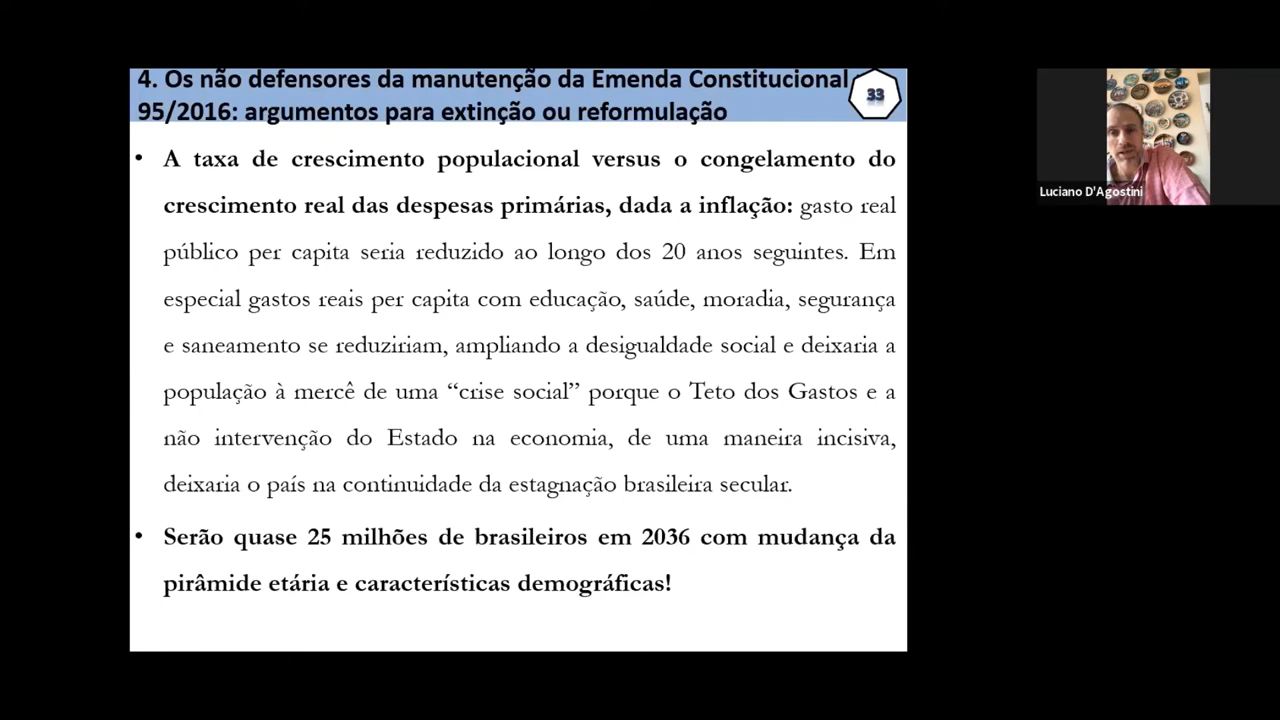 4. Os não defensores da manutenção da Emenda Constitucional
95/2016: argumentos para extinção ou reformulação
33
• A taxa de crescimento populacional versus o congelamento do
crescimento real das despesas primárias, dada a inflação: gasto real
público per capita seria reduzido ao longo dos 20 anos seguintes. Em
especial gastos reais per capita com educação, saúde, moradia, segurança
e saneamento se reduziriam, ampliando a desigualdade social e deixaria a
população à mercê de uma “crise social” porque o Teto dos Gastos e a
não intervenção do Estado na economia, de uma maneira incisiva,
deixaria o país na continuidade da estagnação brasileira secular.
• Serão quase 25 milhões de brasileiros em 2036 com mudança da
pirâmide etária e características demográficas!
Luciano D'Agostini